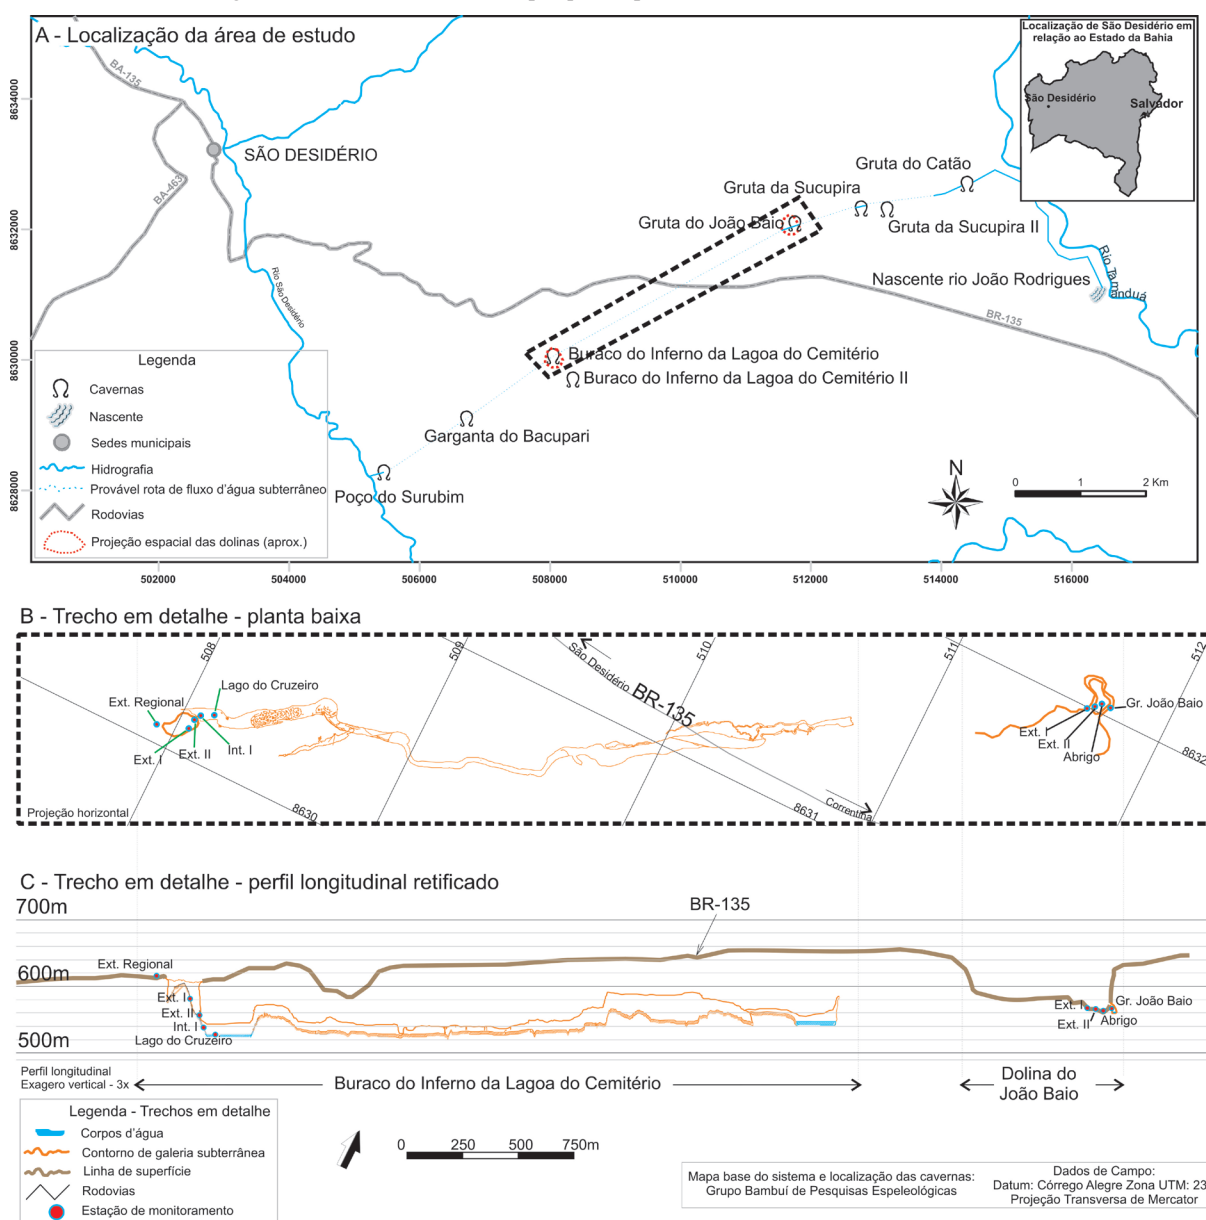 A - Localização da área de estudo
Localização de São Desidério em
relação ao Estado da Bahia
São Desidério
Salvador
BA-135
BA-463
SÃO DESIDÉRIO
Gruta do Catão
Gruta da Sucupira
Gruta do João Baio
Gruta da Sucupira II
Nascente rio João Rodrigues
Rio Tamanduá
Rio São Desidério
BR-135
Buraco do Inferno da Lagoa do Cemitério
Buraco do Inferno da Lagoa do Cemitério II
Garganta do Bacupari
Poço do Surubim
8634000
8632000
8630000
8628000
Legenda
Cavernas
Nascente
Sedes municipais
Hidrografia
Provável rota de fluxo d'água subterrâneo
Rodovias
Projeção espacial das dolinas (aprox.)
N
0 1 2 Km
502000 504000 506000 508000 510000 512000 514000 516000
B - Trecho em detalhe - planta baixa
508 509 510 511 512
São Desidério
BR-135
Correntina
Ext. Regional
Lago do Cruzeiro
Ext. I
Ext. II
Int. I
Gr. João Baio
Ext. I
Ext. II
Abrigo
8630
8631
8632
Projeção horizontal
C - Trecho em detalhe - perfil longitudinal retificado
700m
BR-135
600m
Ext. Regional
Ext. I
Ext. II
Int. I
Lago do Cruzeiro
500m
Ext. I
Gr. João Baio
Ext. II
Abrigo
Perfil longitudinal
Exagero vertical - 3x
Buraco do Inferno da Lagoa do Cemitério
Dolina do
João Baio
Legenda - Trechos em detalhe
Corpos d'água
Contorno de galeria subterrânea
Linha de superfície
Rodovias
Estação de monitoramento
0 250 500 750m
Mapa base do sistema e localização das cavernas:
Grupo Bambuí de Pesquisas Espeleológicas
Dados de Campo:
Datum: Córrego Alegre Zona UTM: 23
Projeção Transversa de Mercator